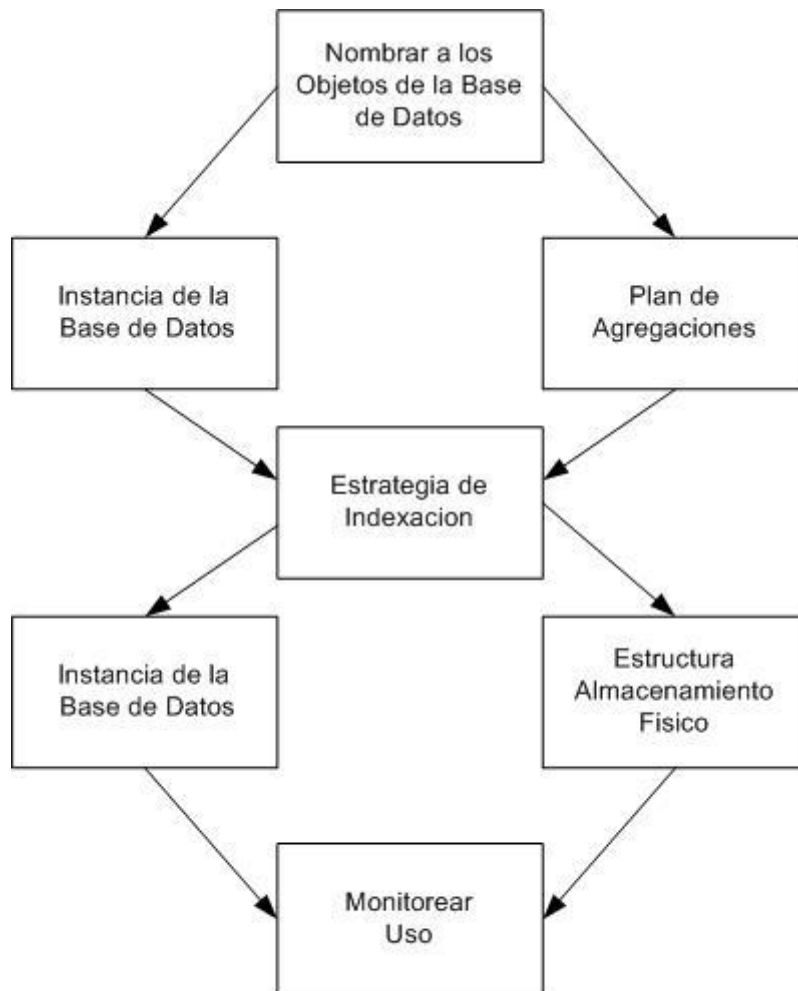 Nombrar a los
Objetos de la Base
de Datos
Instancia de la
Base de Datos
Plan de
Agregaciones
Estrategia de
Indexacion
Instancia de la
Base de Datos
Estructura
Almacenamiento
Fisico
Monitorear
Uso